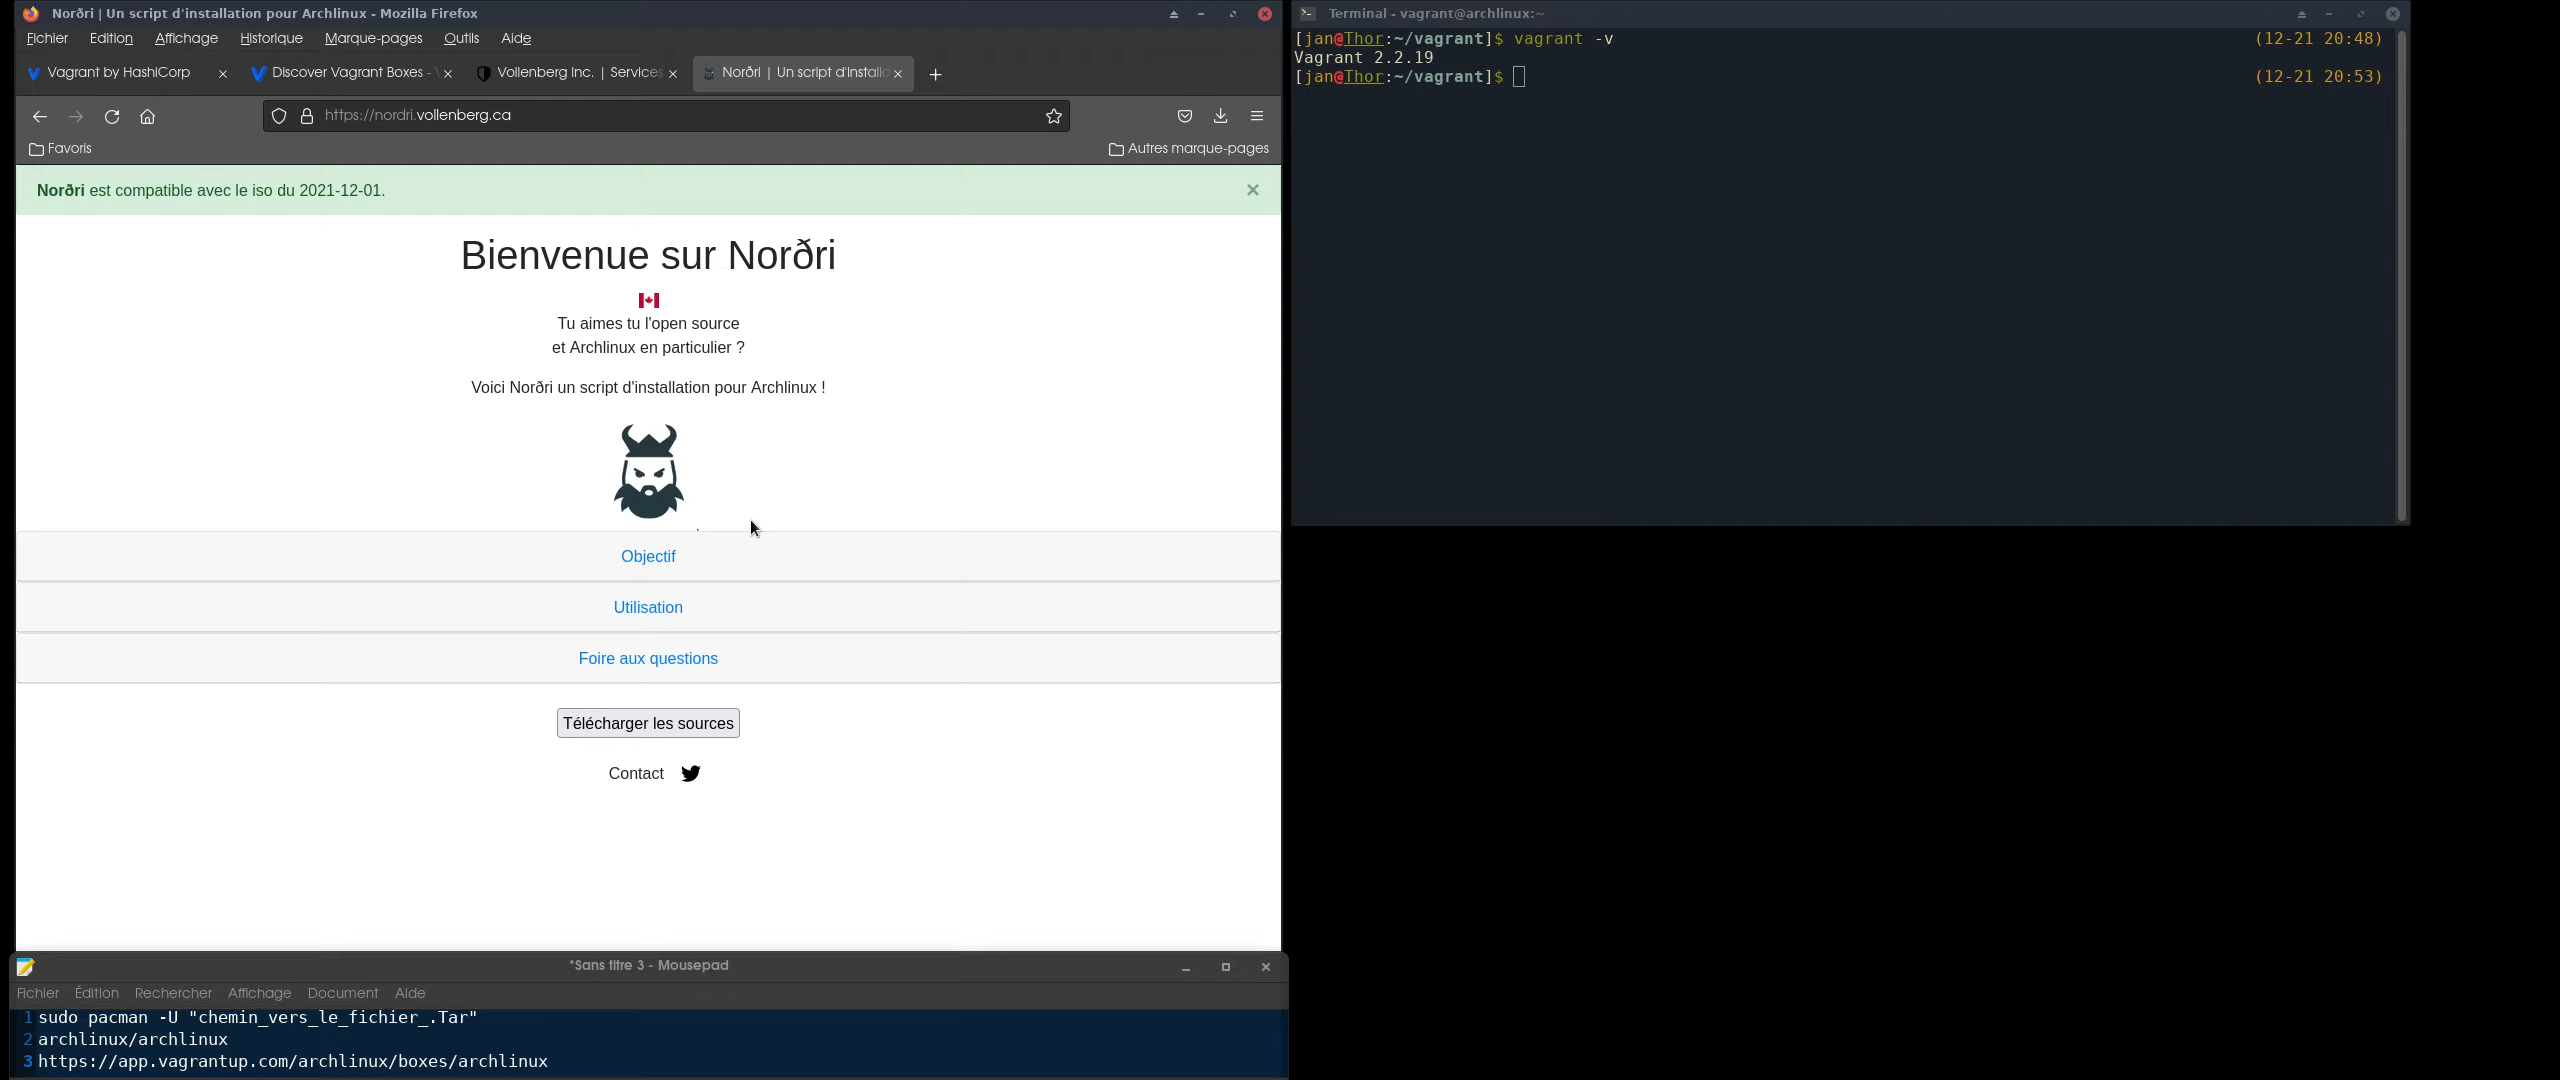 Norðri | Un script d'installation pour Archlinux - Mozilla Firefox
Fichier Edition Affichage Historique Marque-pages Outils Aide
Vagrant by HashiCorp Discover Vagrant Boxes - Vollenberg Inc. | Services Norðri | Un script d'installa
https://nordri.vollenberg.ca
Favoris Autres marque-pages
Norðri est compatible avec le iso du 2021-12-01.
Bienvenue sur Norðri
Tu aimes tu l'open source
et Archlinux en particulier ?
Voici Norðri un script d'installation pour Archlinux !
Objectif
Utilisation
Foire aux questions
Télécharger les sources
Contact
*Sans titre 3 - Mousepad
Fichier Édition Rechercher Affichage Document Aide
1 sudo pacman -U "chemin_vers_le_fichier_.Tar"
2 archlinux/archlinux
3 https://app.vagrantup.com/archlinux/boxes/archlinux
Terminal - vagrant@archlinux:~
[jan@Thor:~/vagrant]$ vagrant -v (12-21 20:48)
Vagrant 2.2.19
[jan@Thor:~/vagrant]$ (12-21 20:53)